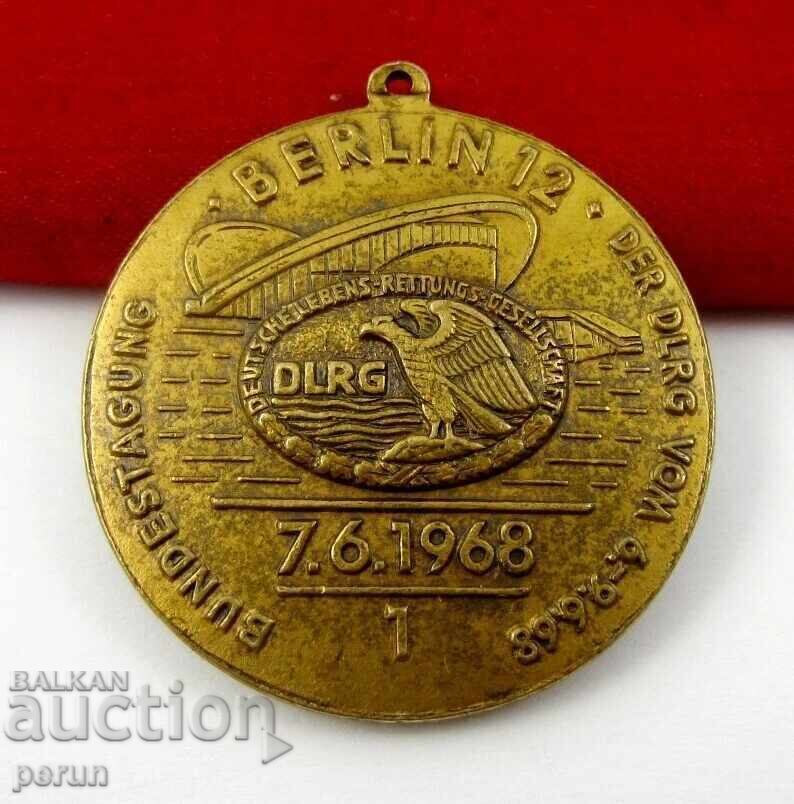 · BERLIN 12 ·
BUNDESTAGUNG
DER DLRG VOM 6.-9.6.68
DEUTSCHE LEBENS-RETTUNGS-GESELLSCHAFT
DLRG
7.6.1968
1
BALKAN
auction
perun